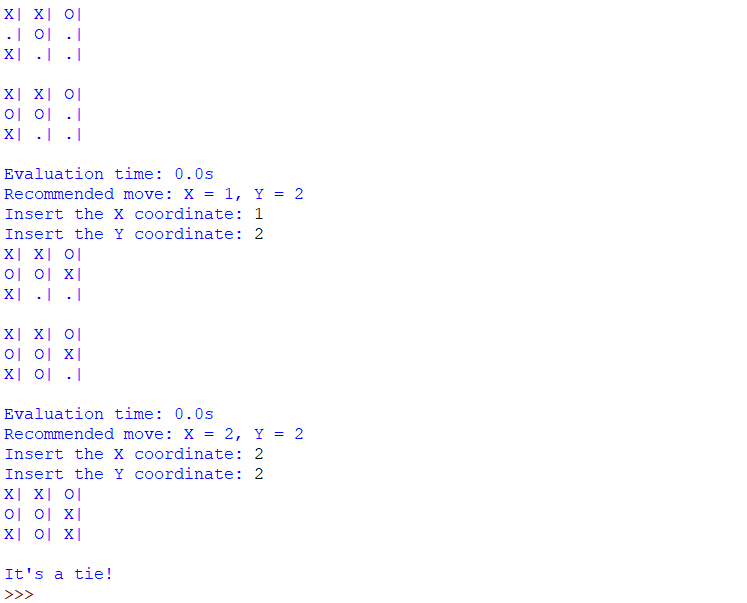 X| X| O|
.| O| .|
X| .| .|

X| X| O|
O| O| .|
X| .| .|

Evaluation time: 0.0s
Recommended move: X = 1, Y = 2
Insert the X coordinate: 1
Insert the Y coordinate: 2
X| X| O|
O| O| X|
X| .| .|

X| X| O|
O| O| X|
X| O| .|

Evaluation time: 0.0s
Recommended move: X = 2, Y = 2
Insert the X coordinate: 2
Insert the Y coordinate: 2
X| X| O|
O| O| X|
X| O| X|

It's a tie!
>>>